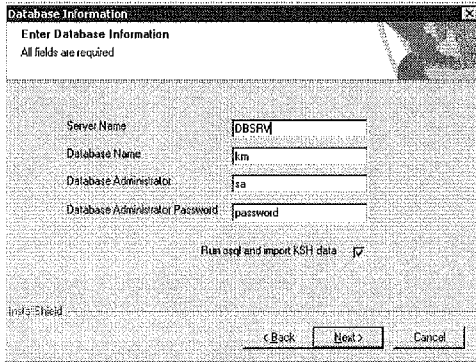 Database Information
Enter Database Information
All fields are required
Server Name DBSRV
Database Name km
Database Administrator sa
Database Administrator Password password
Run osql and import KSH data
InstallShield
< Back Next > Cancel